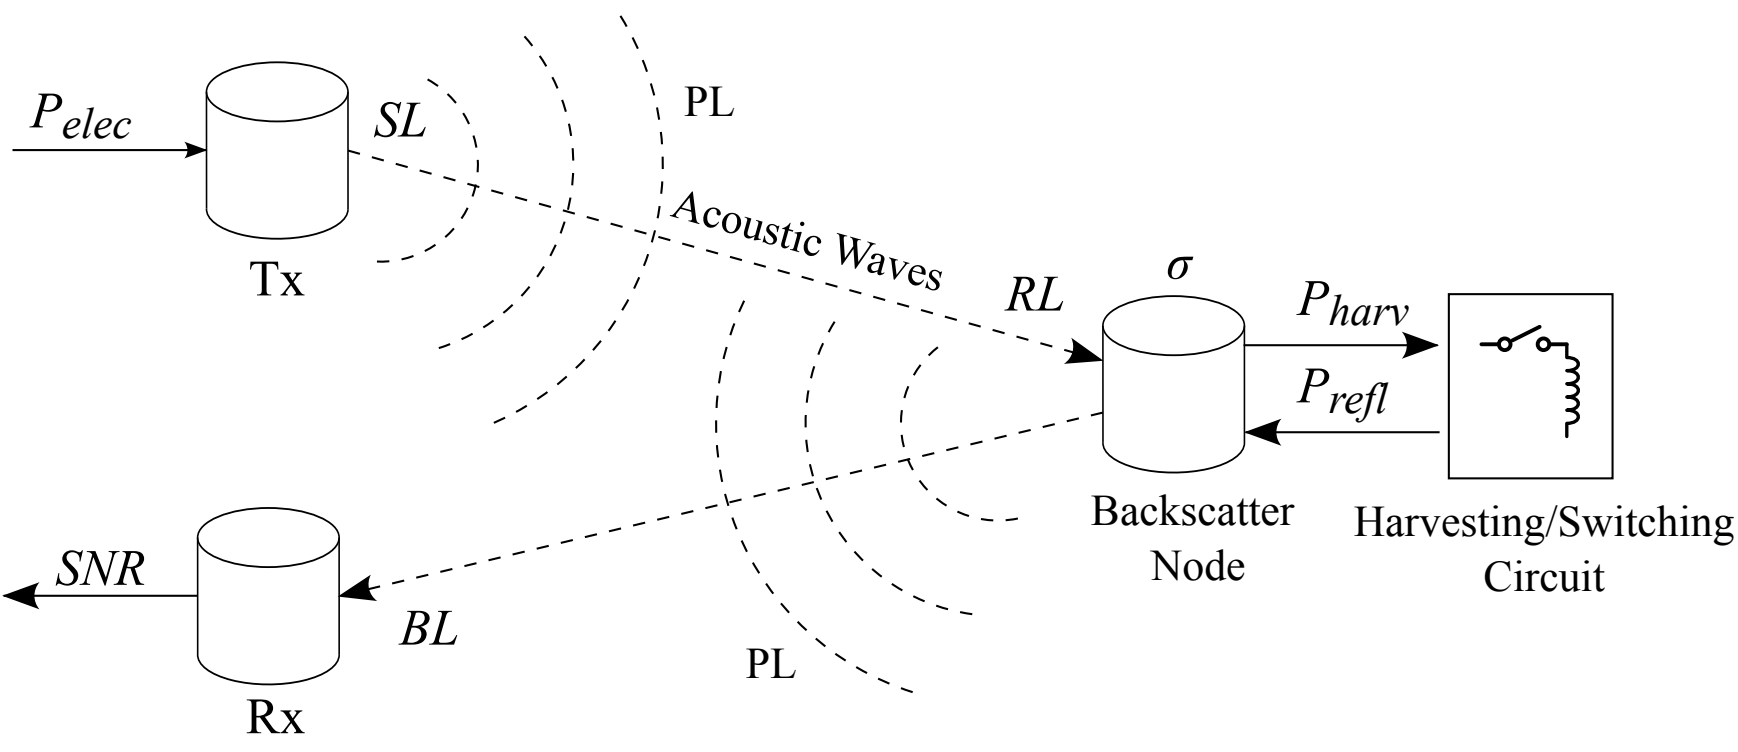 P_elec
SL
PL
Tx
Acoustic Waves
RL
σ
P_harv
P_refl
Backscatter
Node
Harvesting/Switching
Circuit
SNR
BL
PL
Rx